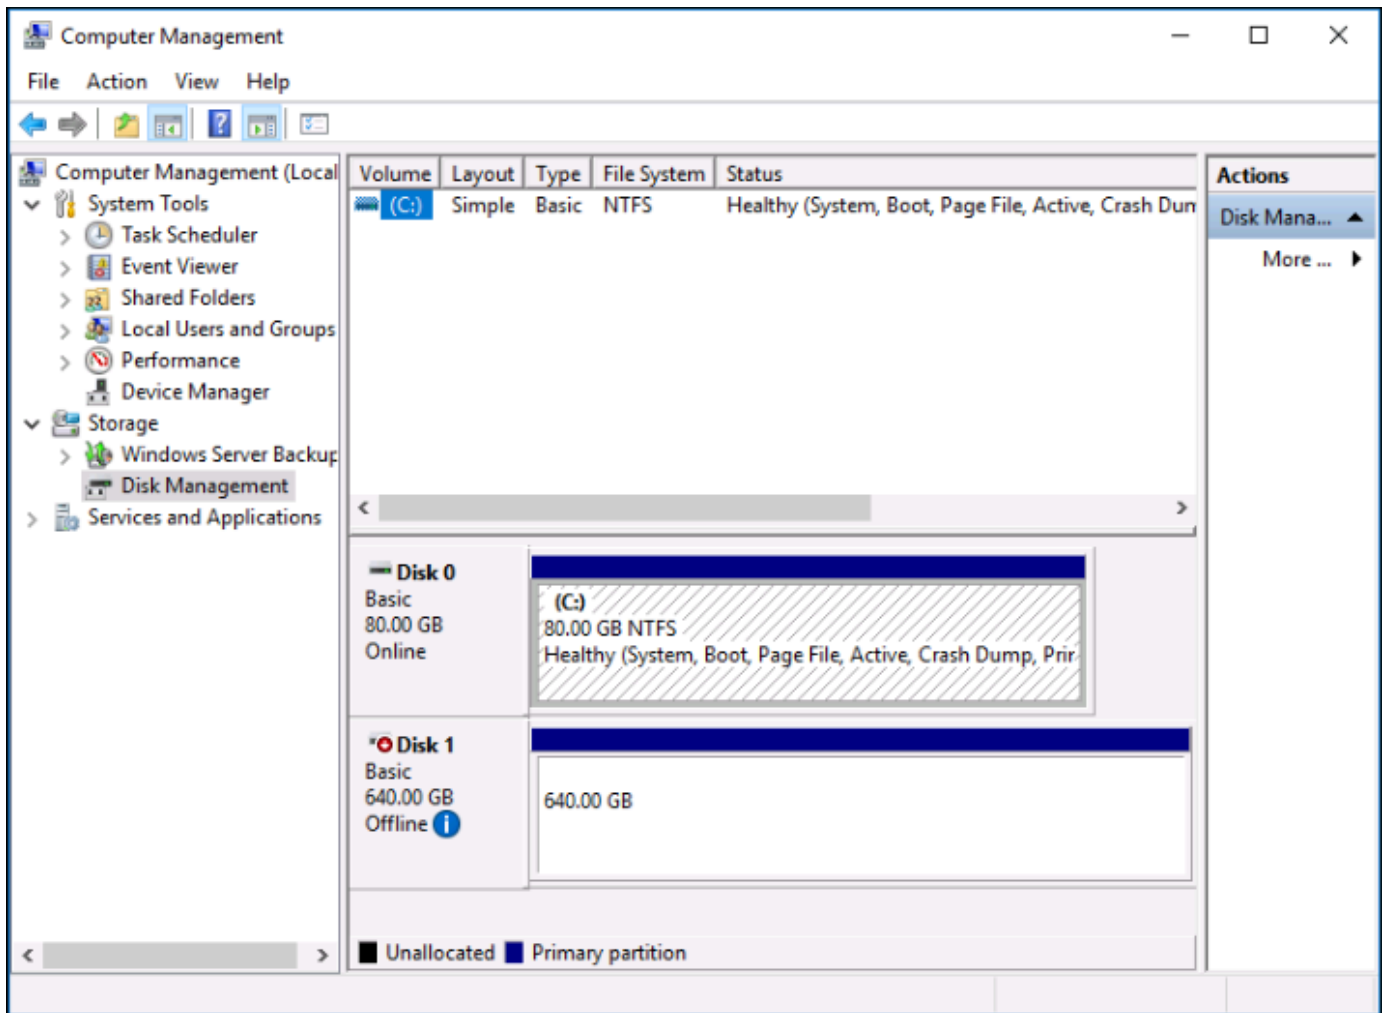 Computer Management
File Action View Help
Computer Management (Local
System Tools
Task Scheduler
Event Viewer
Shared Folders
Local Users and Groups
Performance
Device Manager
Storage
Windows Server Backup
Disk Management
Services and Applications
Volume Layout Type File System Status
(C:) Simple Basic NTFS Healthy (System, Boot, Page File, Active, Crash Dum
Disk 0
Basic
80.00 GB
Online
(C:)
80.00 GB NTFS
Healthy (System, Boot, Page File, Active, Crash Dump, Prir
Disk 1
Basic
640.00 GB
Offline
640.00 GB
Unallocated Primary partition
Actions
Disk Mana...
More ...